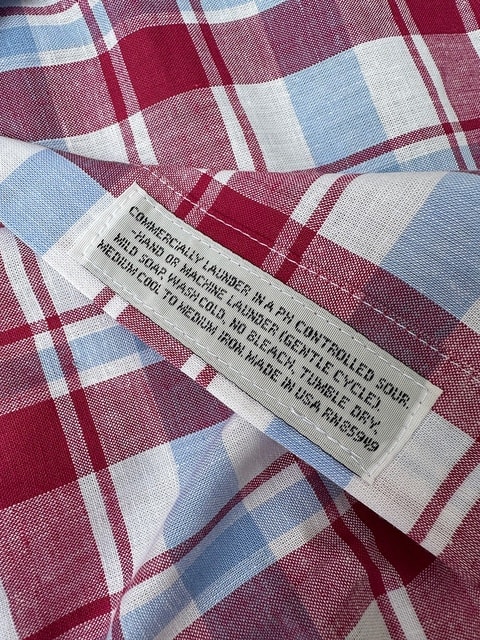 COMMERCIALLY LAUNDER IN A PH CONTROLLED SOUR.
-HAND OR MACHINE LAUNDER (GENTLE CYCLE)
MILD SOAP. WASH COLD. NO BLEACH. TUMBLE DRY.
MEDIUM COOL TO MEDIUM IRON. MADE IN USA RN85949